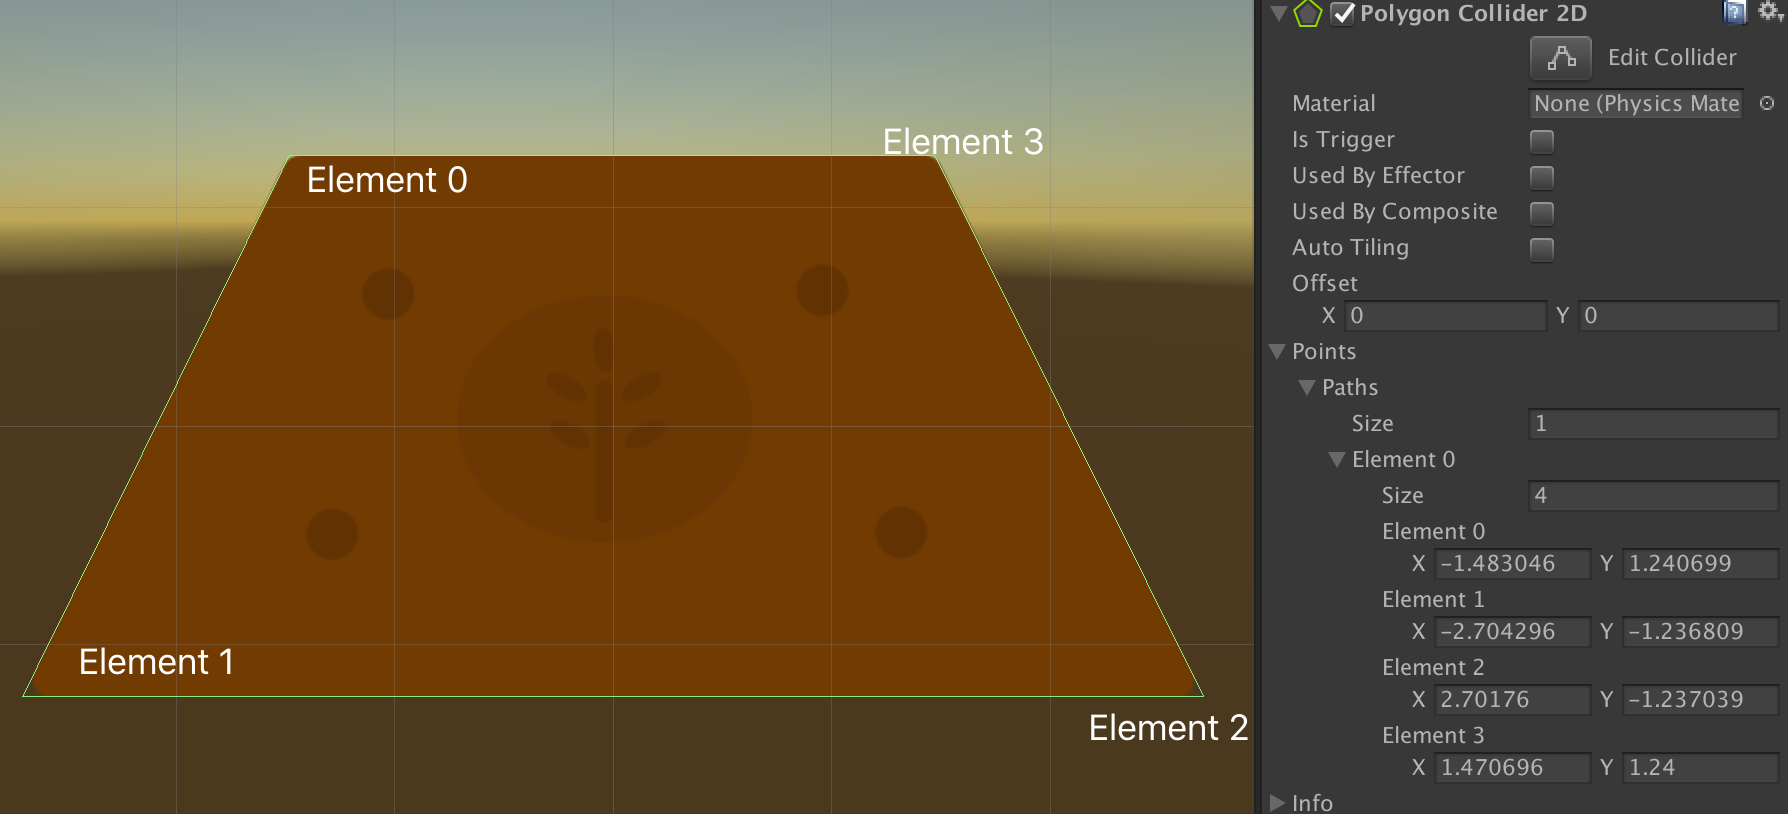 Element 0
Element 3
Element 1
Element 2
Polygon Collider 2D
Edit Collider
Material None (Physics Mate
Is Trigger
Used By Effector
Used By Composite
Auto Tiling
Offset
X 0 Y 0
Points
Paths
Size 1
Element 0
Size 4
Element 0
X -1.483046 Y 1.240699
Element 1
X -2.704296 Y -1.236809
Element 2
X 2.70176 Y -1.237039
Element 3
X 1.470696 Y 1.24
Info